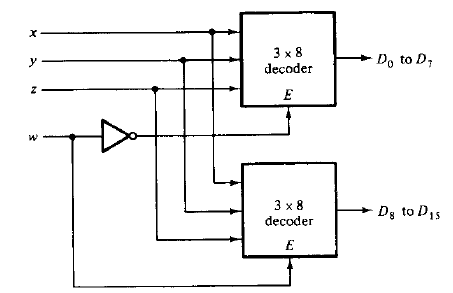 x
y
z
w
3 x 8
decoder
E
D₀ to D₇
3 x 8
decoder
E
D₈ to D₁₅